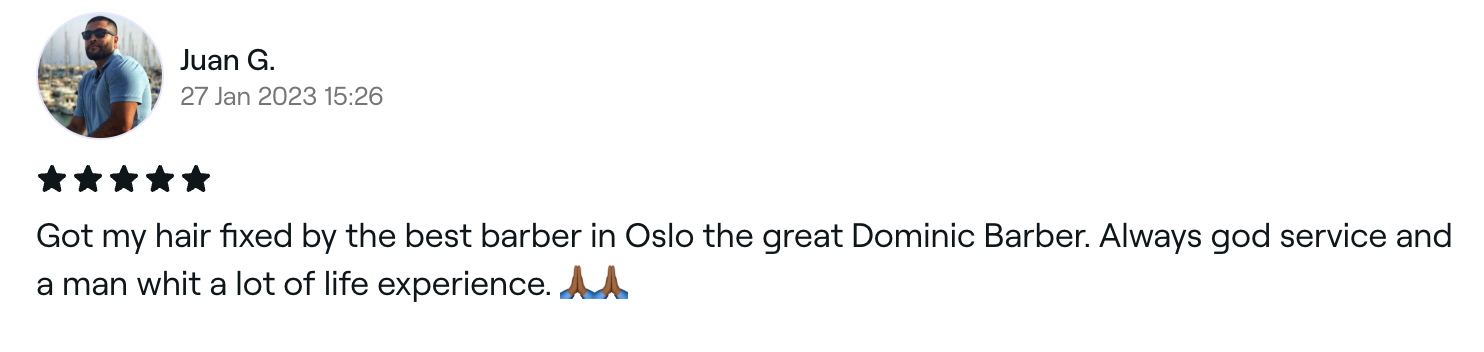 Juan G.
27 Jan 2023 15:26
Got my hair fixed by the best barber in Oslo the great Dominic Barber. Always god service and
a man whit a lot of life experience. 🙏🏾🙏🏾